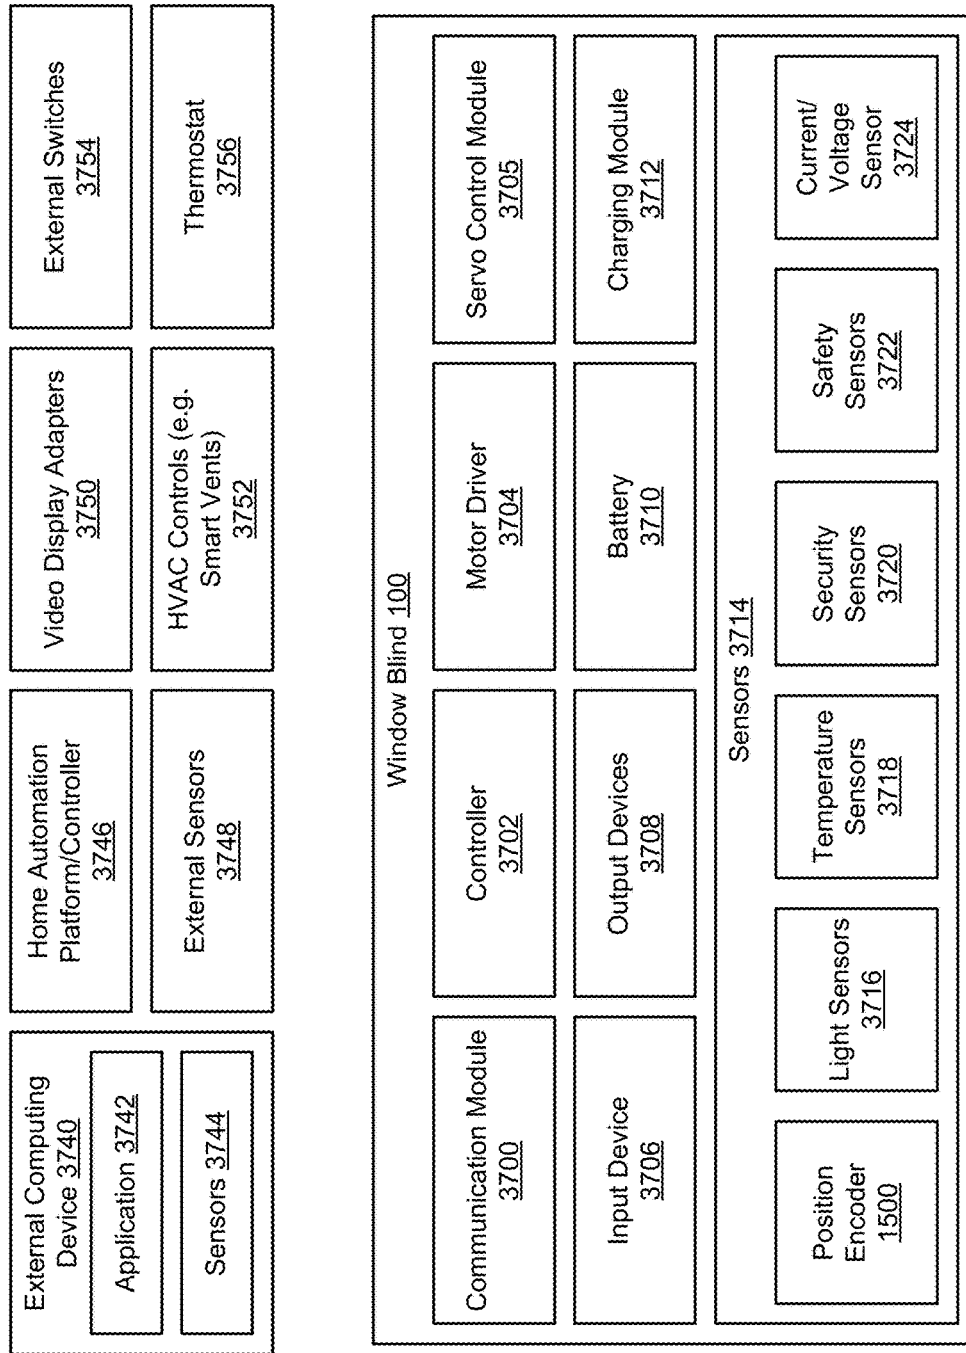 External Computing
Device 3740
Application 3742
Sensors 3744
Home Automation
Platform/Controller
3746
External Sensors
3748
Video Display Adapters
3750
HVAC Controls (e.g.
Smart Vents)
3752
External Switches
3754
Thermostat
3756
Window Blind 100
Communication Module
3700
Controller
3702
Motor Driver
3704
Servo Control Module
3705
Input Device
3706
Output Devices
3708
Battery
3710
Charging Module
3712
Sensors 3714
Position
Encoder
1500
Light Sensors
3716
Temperature
Sensors
3718
Security
Sensors
3720
Safety
Sensors
3722
Current/
Voltage
Sensor
3724